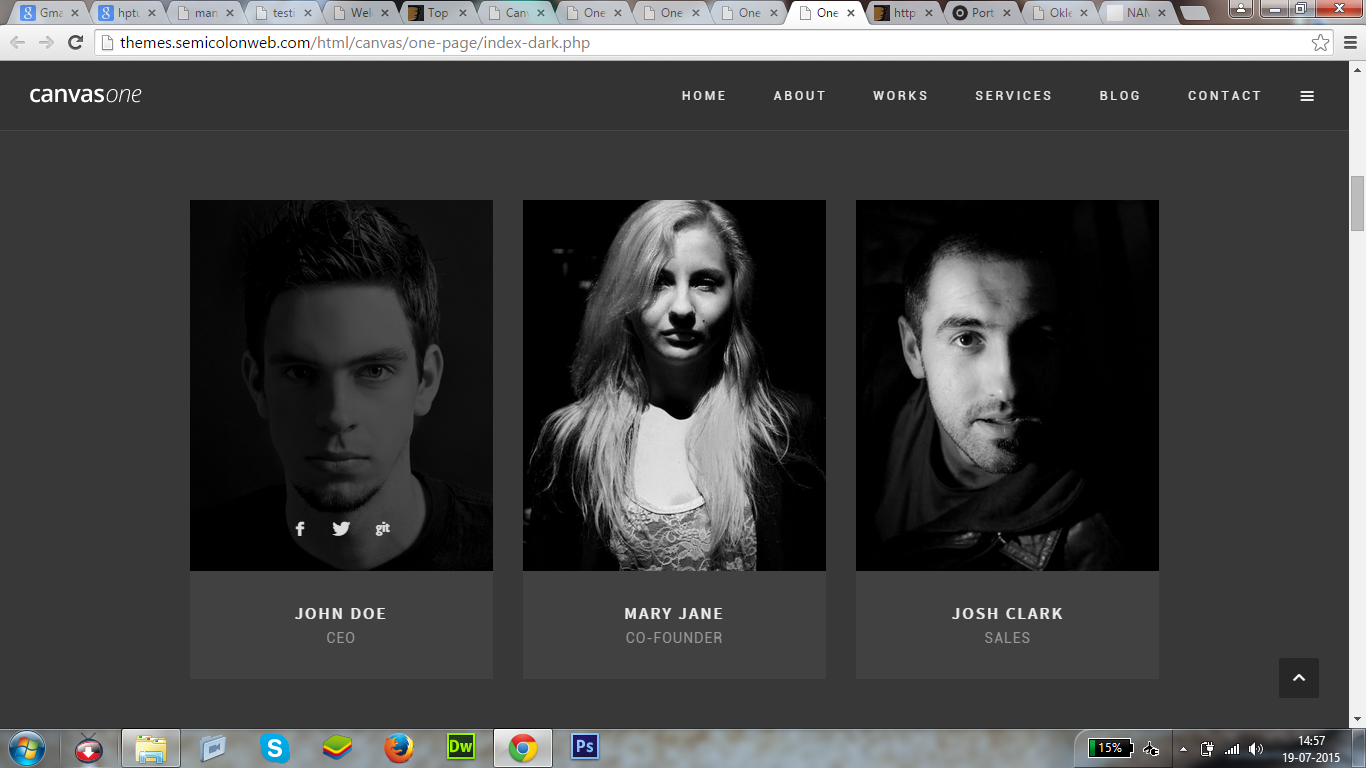 Gma
hptu
mar
testi
Wel
Top
Can
One
One
One
One
http
Port
Okle
NAM
themes.semicolonweb.com/html/canvas/one-page/index-dark.php
canvasone
HOME ABOUT WORKS SERVICES BLOG CONTACT
git
JOHN DOE
CEO
MARY JANE
CO-FOUNDER
JOSH CLARK
SALES
Dw
Ps
15%
14:57
19-07-2015